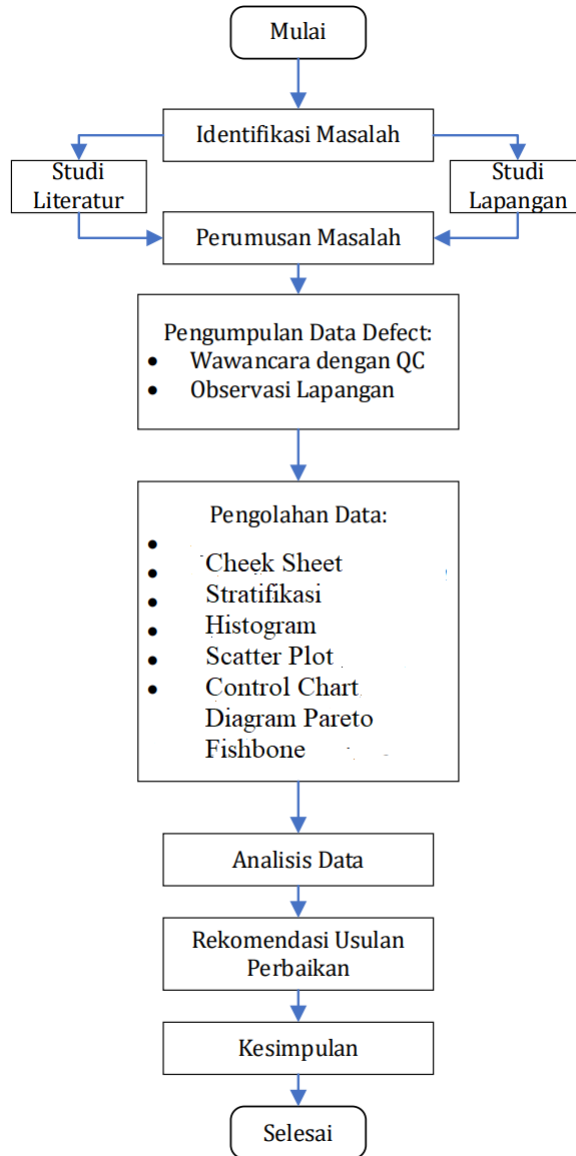 Mulai
Identifikasi Masalah
Studi
Literatur
Studi
Lapangan
Perumusan Masalah
Pengumpulan Data Defect:
• Wawancara dengan QC
• Observasi Lapangan
Pengolahan Data:
Cheek Sheet
Stratifikasi
Histogram
Scatter Plot
Control Chart
Diagram Pareto
Fishbone
Analisis Data
Rekomendasi Usulan
Perbaikan
Kesimpulan
Selesai